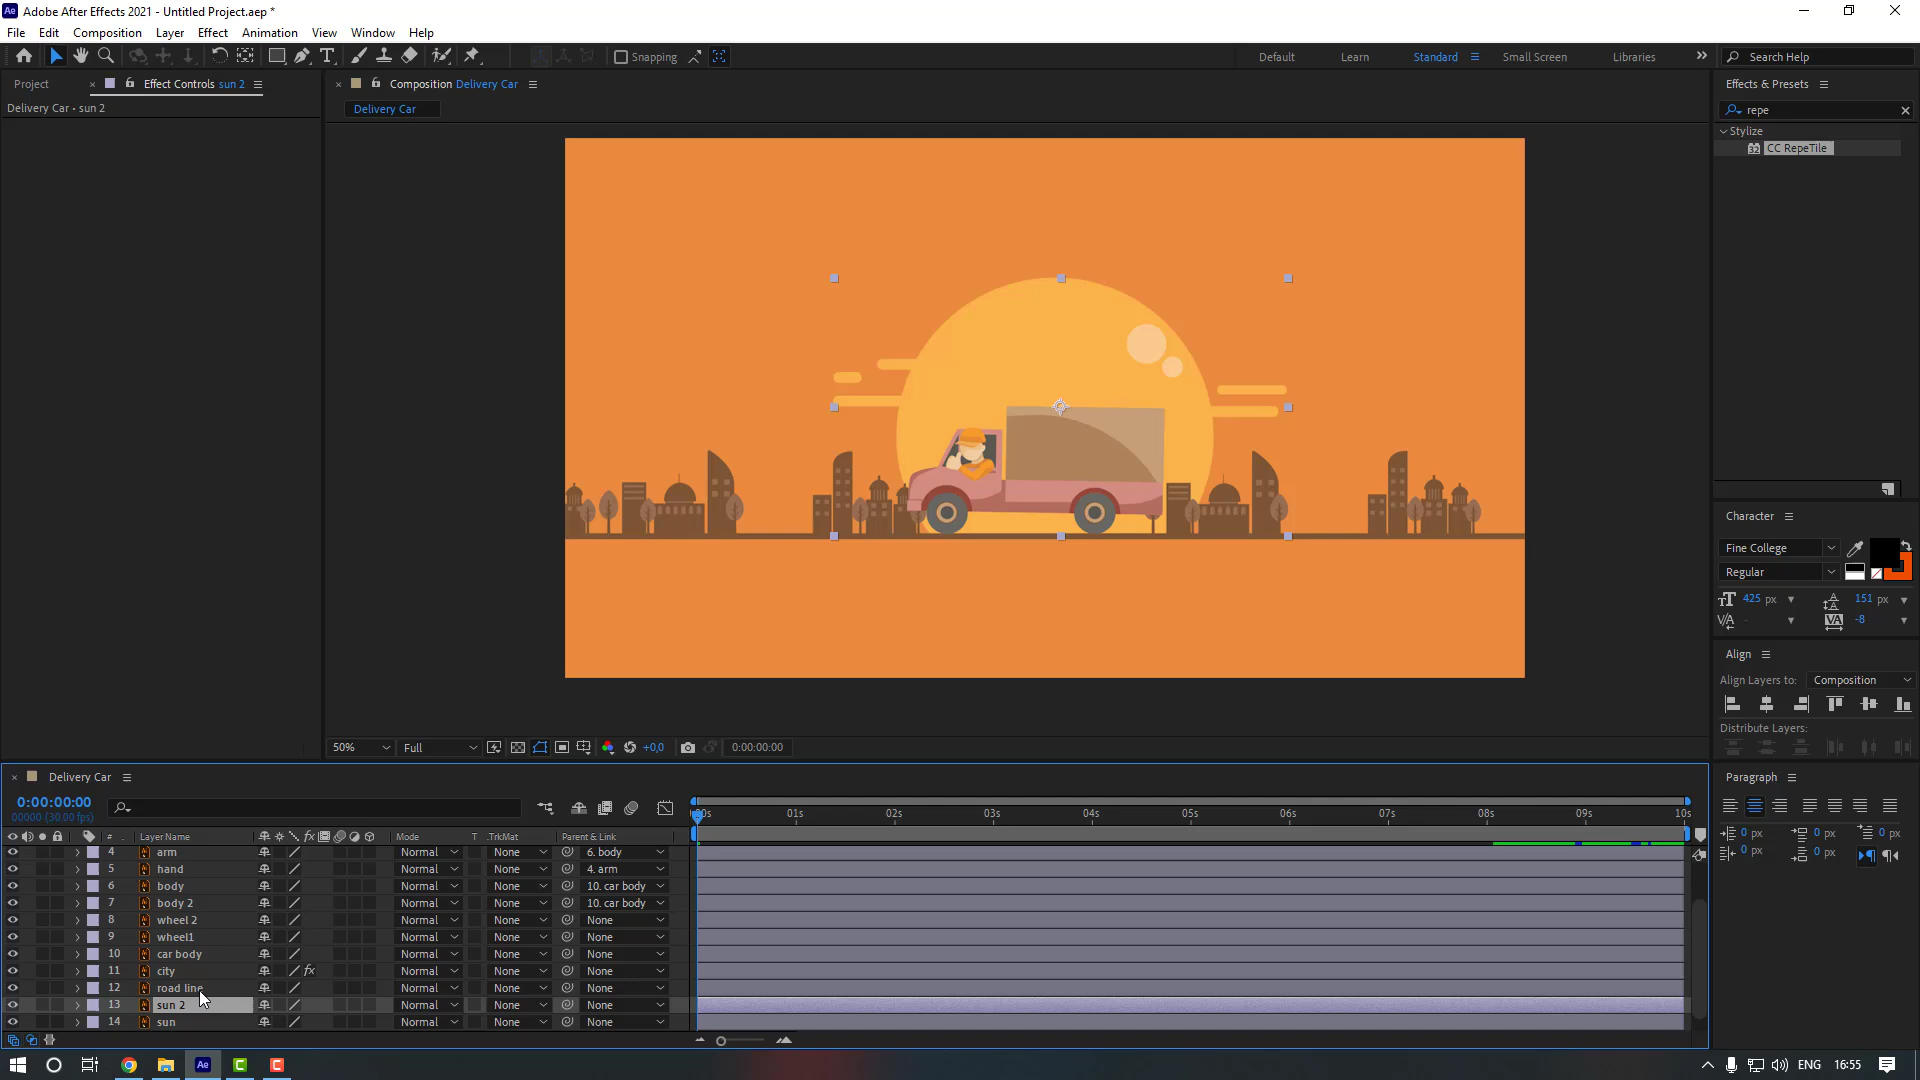 Adobe After Effects 2021 - Untitled Project.aep *
File Edit Composition Layer Effect Animation View Window Help
Snapping
Default Learn Standard Small Screen Libraries
Search Help
Project
Effect Controls sun 2
Delivery Car • sun 2
Composition Delivery Car
Delivery Car
Effects & Presets
repe
Stylize
CC RepeTile
Character
Fine College
Regular
425 px
151 px
-8
Align
Align Layers to: Composition
Distribute Layers:
50% Full +0,0 0:00:00:00
Delivery Car
0:00:00:00
00000 (30.00 fps)
01s 02s 03s 04s 05s 06s 07s 08s 09s 10s
# Layer Name Mode T .TrkMat Parent & Link
4 arm Normal None 6. body
5 hand Normal None 4. arm
6 body Normal None 10. car body
7 body 2 Normal None 10. car body
8 wheel 2 Normal None None
9 wheel1 Normal None None
10 car body Normal None None
11 city fx Normal None None
12 road line Normal None None
13 sun 2 Normal None None
14 sun Normal None None
Paragraph
0 px 0 px 0 px
0 px 0 px
ENG 16:55